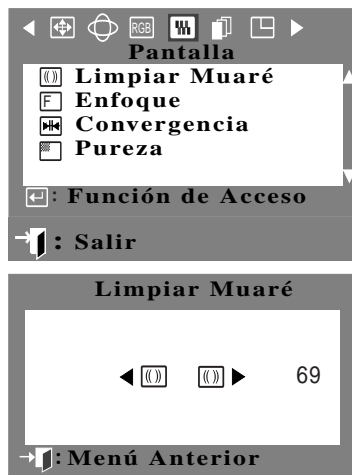 RGB
Pantalla
Limpiar Muaré
F Enfoque
Convergencia
Pureza
: Función de Acceso
: Salir
Limpiar Muaré
69
:Menú Anterior